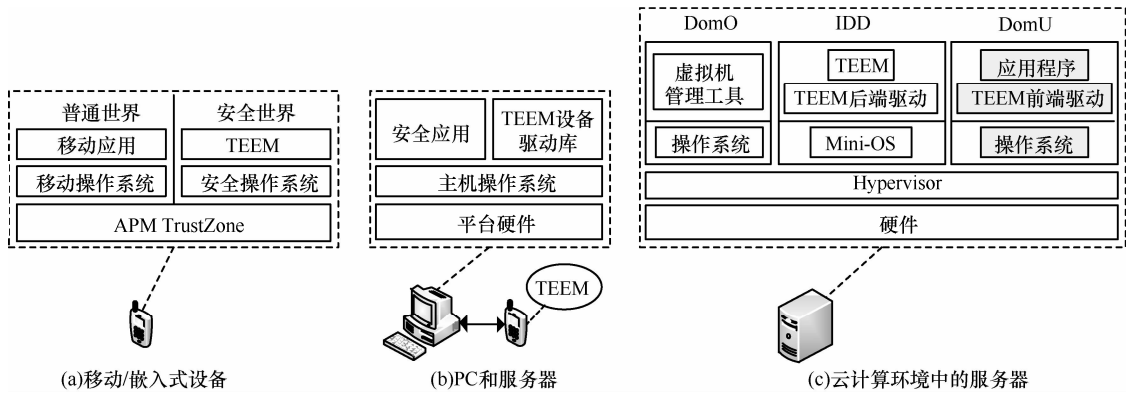 普通世界
安全世界
移动应用
TEEM
移动操作系统
安全操作系统
APM TrustZone
(a)移动/嵌入式设备
安全应用
TEEM设备
驱动库
主机操作系统
平台硬件
TEEM
(b)PC和服务器
DomO
IDD
DomU
虚拟机
管理工具
TEEM
应用程序
TEEM后端驱动
TEEM前端驱动
操作系统
Mini-OS
操作系统
Hypervisor
硬件
(c)云计算环境中的服务器